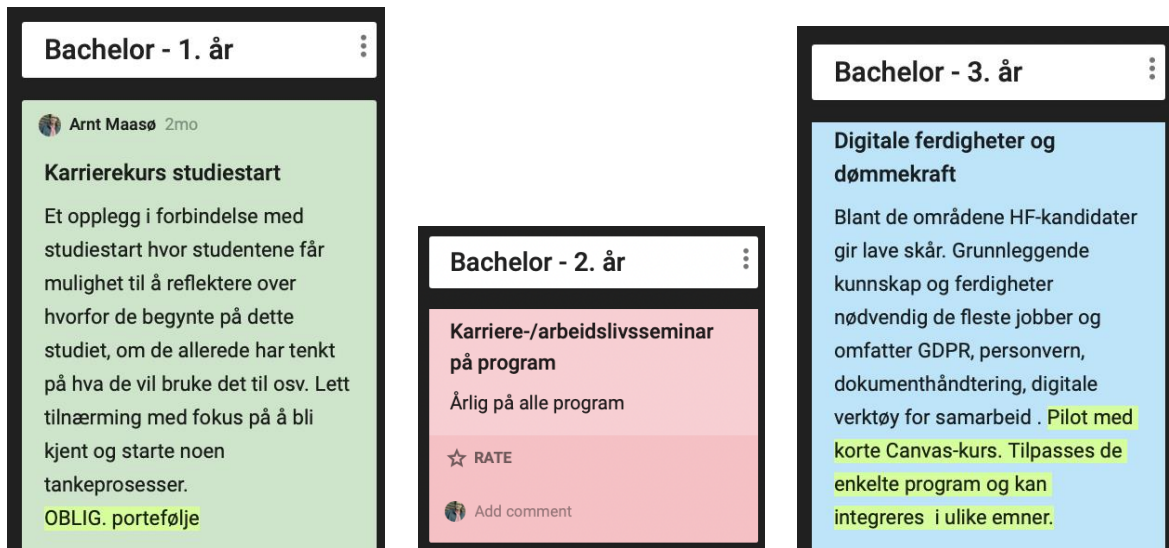 Bachelor - 1. år
Arnt Maasø 2mo
Karrierekurs studiestart
Et opplegg i forbindelse med
studiestart hvor studentene får
mulighet til å reflektere over
hvorfor de begynte på dette
studiet, om de allerede har tenkt
på hva de vil bruke det til osv. Lett
tilnærming med fokus på å bli
kjent og starte noen
tankeprosesser.
OBLIG. portefølje
Bachelor - 2. år
Karriere-/arbeidslivsseminar
på program
Årlig på alle program
RATE
Add comment
Bachelor - 3. år
Digitale ferdigheter og
dømmekraft
Blant de områdene HF-kandidater
gir lave skår. Grunnleggende
kunnskap og ferdigheter
nødvendig de fleste jobber og
omfatter GDPR, personvern,
dokumenthåndtering, digitale
verktøy for samarbeid . Pilot med
korte Canvas-kurs. Tilpasses de
enkelte program og kan
integreres i ulike emner.